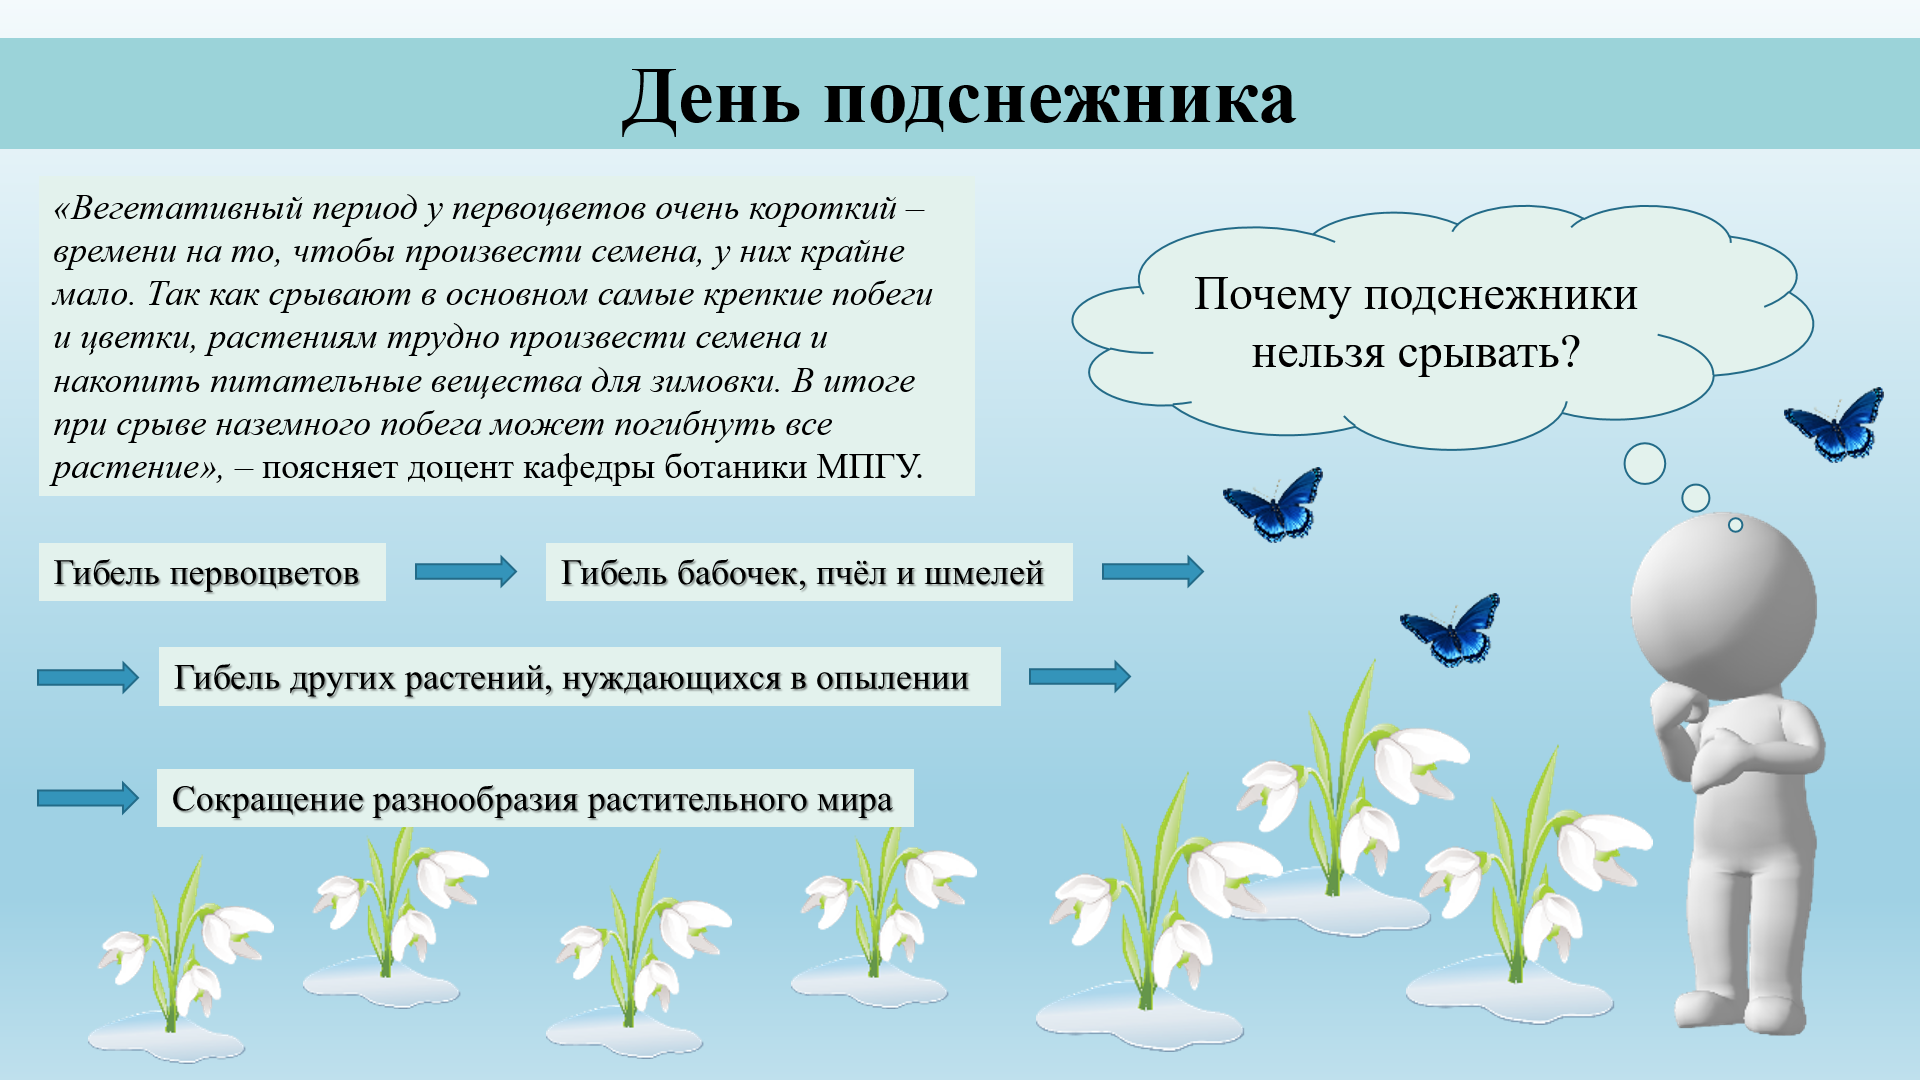 День подснежника
«Вегетативный период у первоцветов очень короткий –
времени на то, чтобы произвести семена, у них крайне
мало. Так как срывают в основном самые крепкие побеги
и цветки, растениям трудно произвести семена и
накопить питательные вещества для зимовки. В итоге
при срыве наземного побега может погибнуть все
растение», – поясняет доцент кафедры ботаники МПГУ.
Почему подснежники
нельзя срывать?
Гибель первоцветов
Гибель бабочек, пчёл и шмелей
Гибель других растений, нуждающихся в опылении
Сокращение разнообразия растительного мира